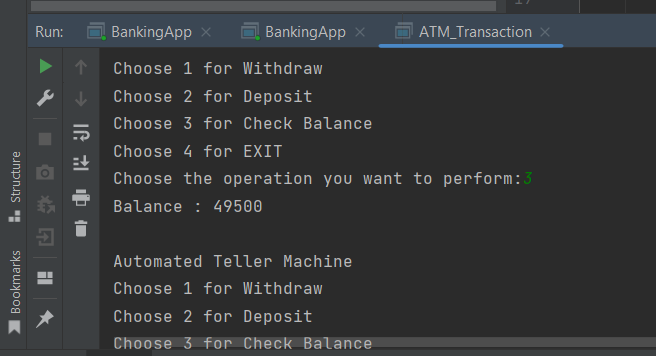 17
Run: BankingApp BankingApp ATM_Transaction
Choose 1 for Withdraw
Choose 2 for Deposit
Choose 3 for Check Balance
Choose 4 for EXIT
Choose the operation you want to perform:3
Balance : 49500
Automated Teller Machine
Choose 1 for Withdraw
Choose 2 for Deposit
Choose 3 for Check Balance
Structure
Bookmarks